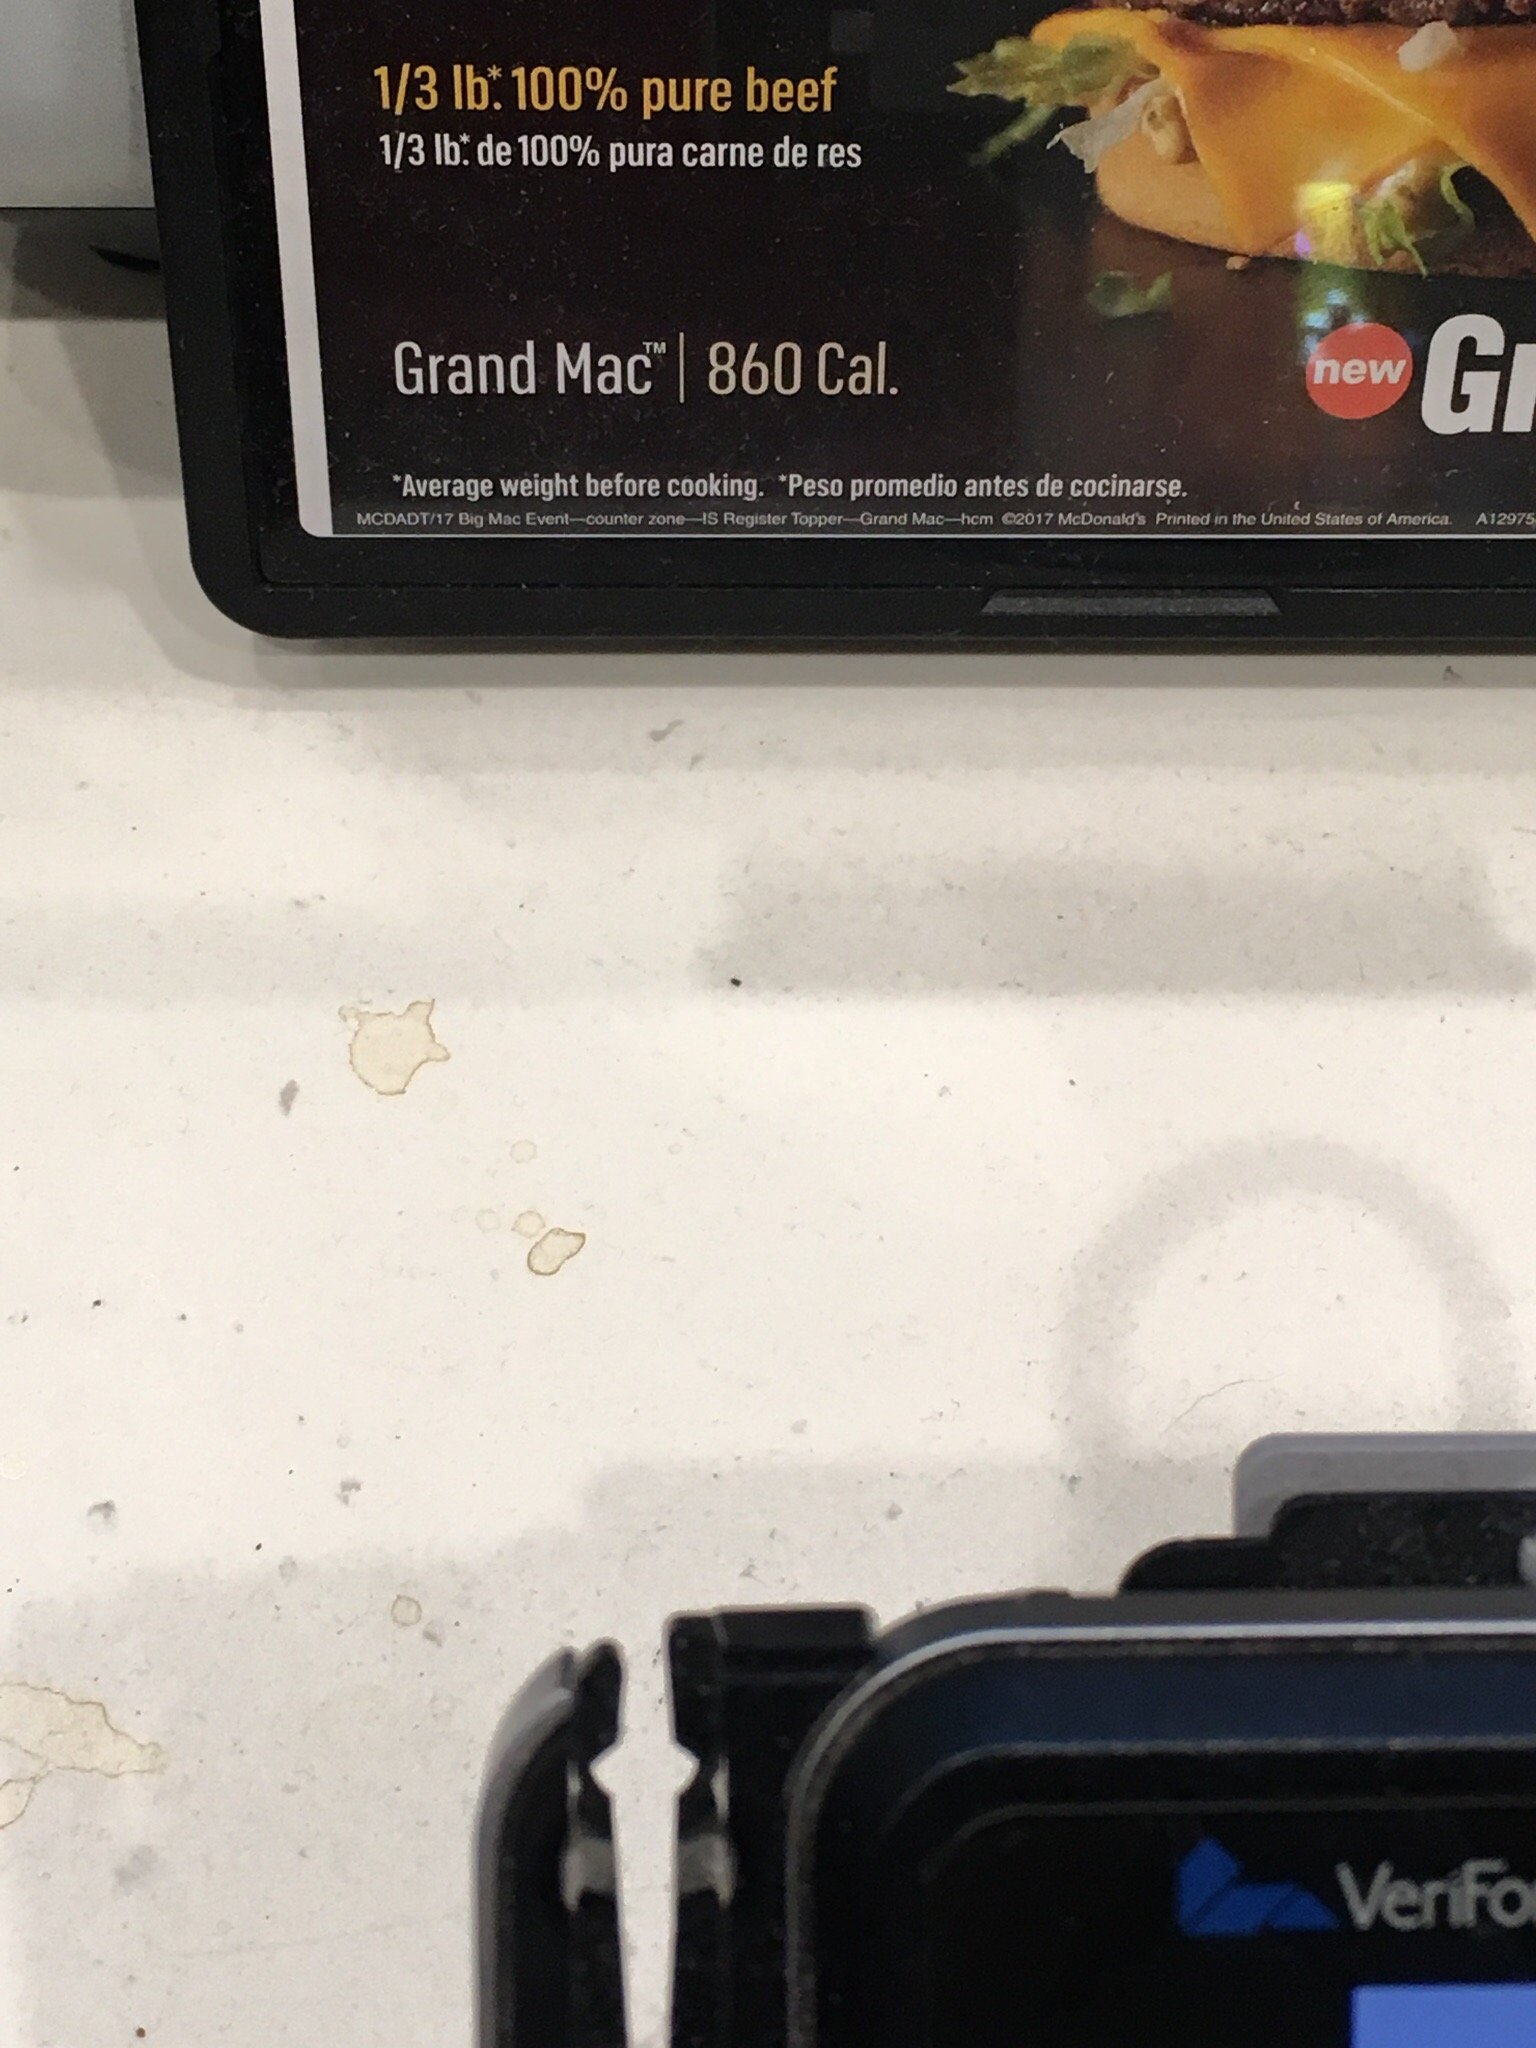 1/3 lb.* 100% pure beef
1/3 lb.* de 100% pura carne de res
Grand Mac™ | 860 Cal.
new
*Average weight before cooking. *Peso promedio antes de cocinarse.
MCDADT/17 Big Mac Event—counter zone—IS Register Topper—Grand Mac—hcm ©2017 McDonald's Printed in the United States of America. A12975
VeriFo